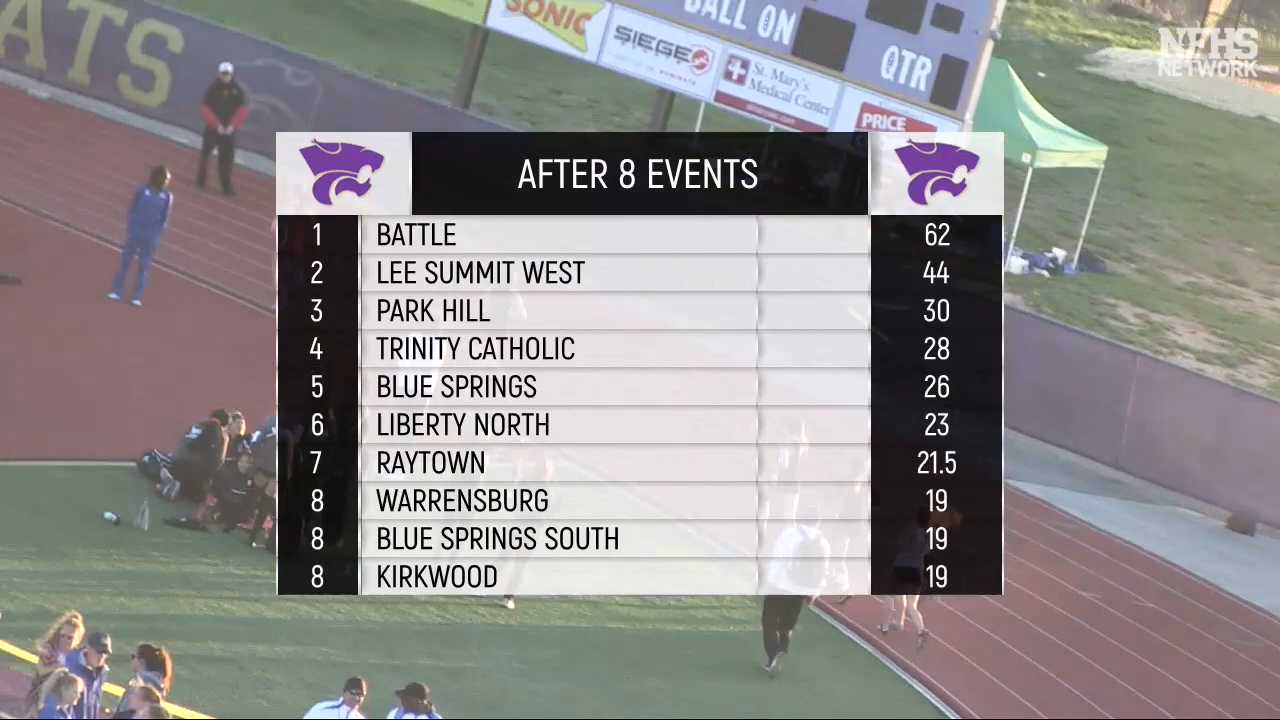 ATS
SONIC
BALL ON
SIEGE
QTR
St. Mary's
Medical Center
PRICE
NFHS
NETWORK
AFTER 8 EVENTS
1 BATTLE 62
2 LEE SUMMIT WEST 44
3 PARK HILL 30
4 TRINITY CATHOLIC 28
5 BLUE SPRINGS 26
6 LIBERTY NORTH 23
7 RAYTOWN 21.5
8 WARRENSBURG 19
8 BLUE SPRINGS SOUTH 19
8 KIRKWOOD 19